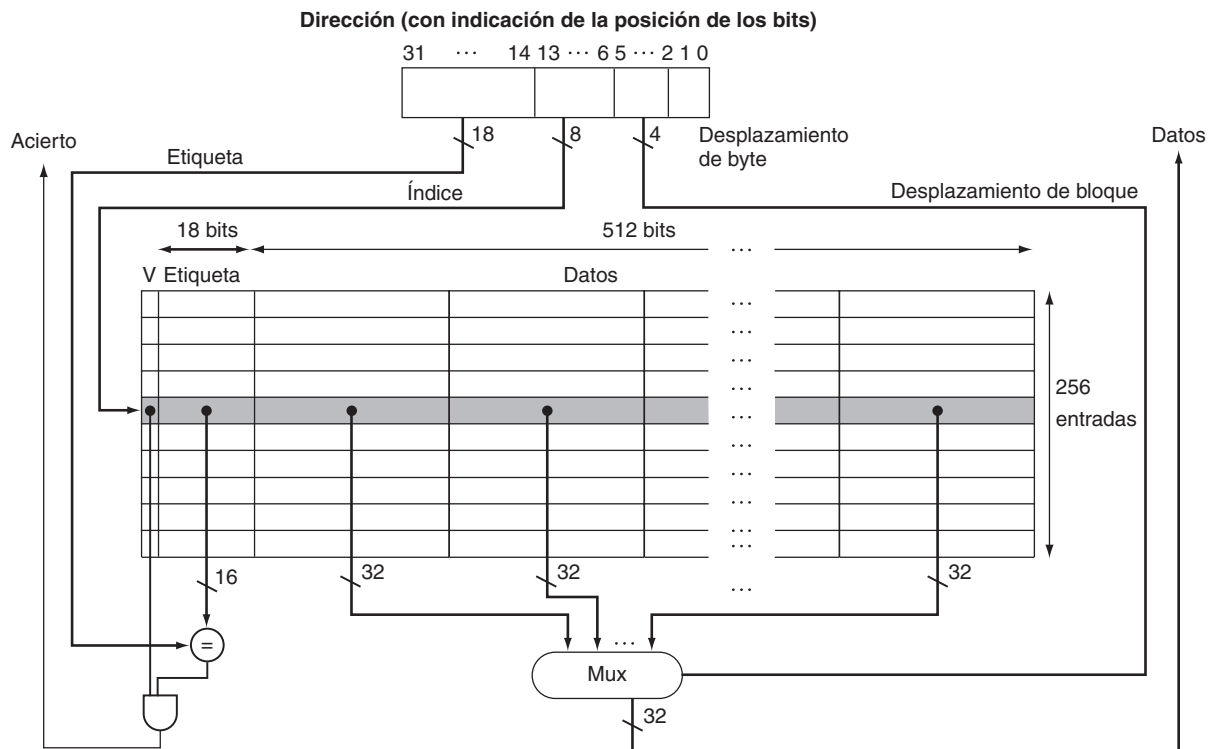 Dirección (con indicación de la posición de los bits)
31 ··· 14 13 ··· 6 5 ··· 2 1 0
Acierto
18
8
4
Desplazamiento
de byte
Datos
Etiqueta
Índice
Desplazamiento de bloque
18 bits
512 bits
···
V Etiqueta
Datos
···
···
···
···
···
···
···
···
···
···
256
entradas
16
32
32
···
32
=
···
Mux
32